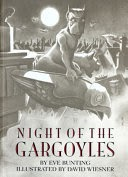 NIGHT OF THE
GARGOYLES
BY EVE BUNTING
ILLUSTRATED BY DAVID WIESNER